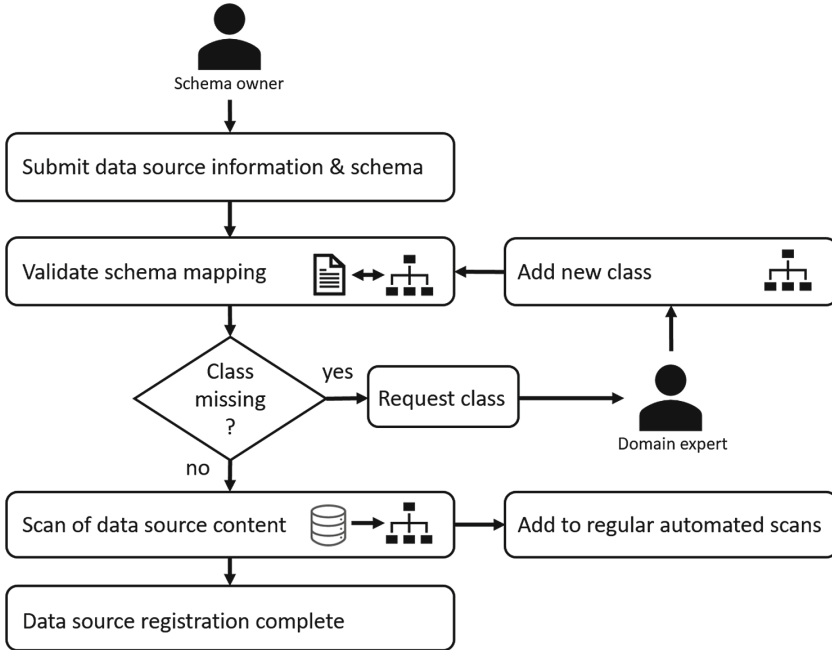 Schema owner
Submit data source information & schema
Validate schema mapping
Add new class
Class
missing
?
yes
Request class
Domain expert
no
Scan of data source content
Add to regular automated scans
Data source registration complete